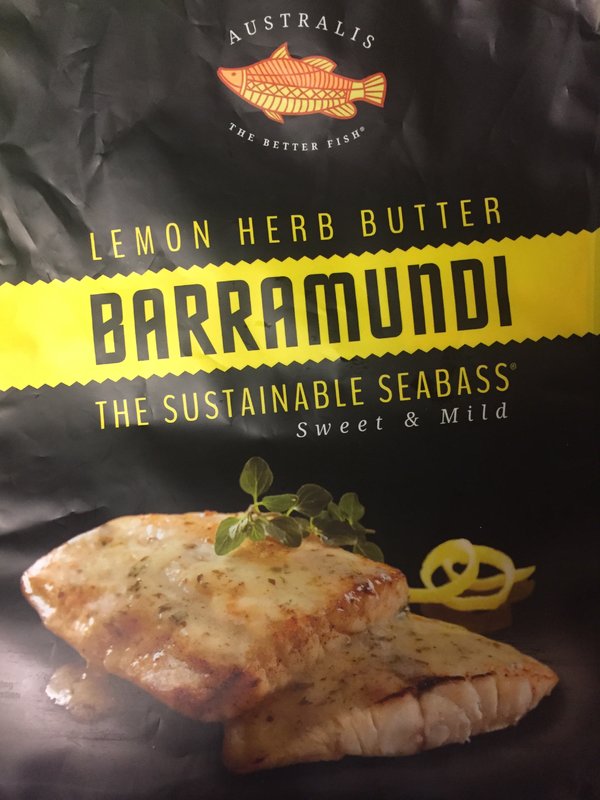 AUSTRALIS
THE BETTER FISH®
LEMON HERB BUTTER
BARRAMUNDI
THE SUSTAINABLE SEABASS®
Sweet & Mild